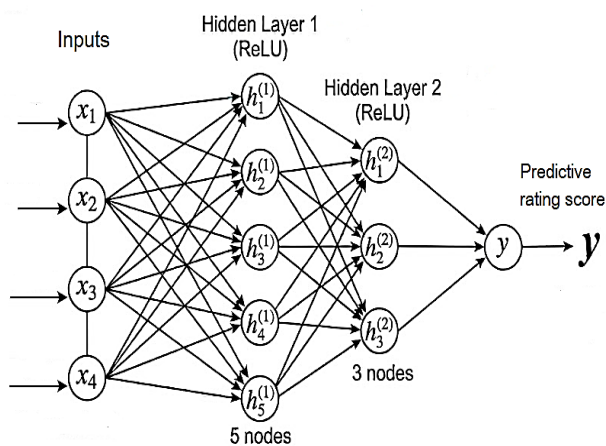 Inputs
Hidden Layer 1
(ReLU)
Hidden Layer 2
(ReLU)
Predictive
rating score
x₁
x₂
x₃
x₄
h₁⁽¹⁾
h₂⁽¹⁾
h₃⁽¹⁾
h₄⁽¹⁾
h₅⁽¹⁾
5 nodes
h₁⁽²⁾
h₂⁽²⁾
h₃⁽²⁾
3 nodes
y
y